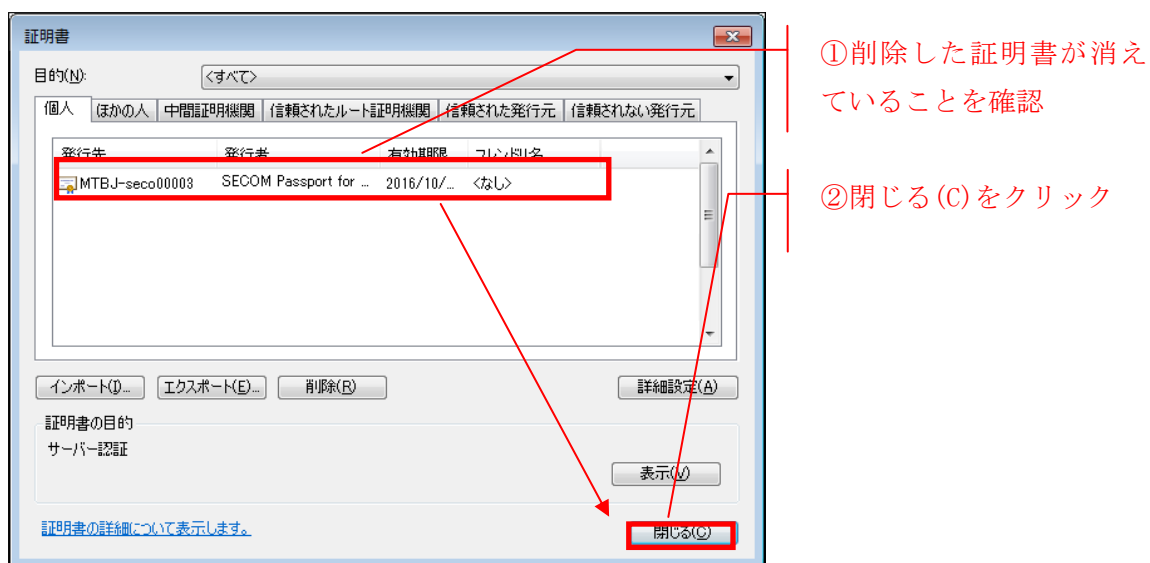 証明書
①削除した証明書が消え
ていることを確認
目的(N):
<すべて>
個人 ほかの人 中間証明機関 信頼されたルート証明機関 信頼された発行元 信頼されない発行元
発行先 発行者 有効期限 フレンドリ名
MTBJ-seco00003 SECOM Passport for ... 2016/10/... <なし>
②閉じる(C)をクリック
インポート(I)... エクスポート(E)... 削除(R) 詳細設定(A)
証明書の目的
サーバー認証
表示(V)
証明書の詳細について表示します。
閉じる(C)